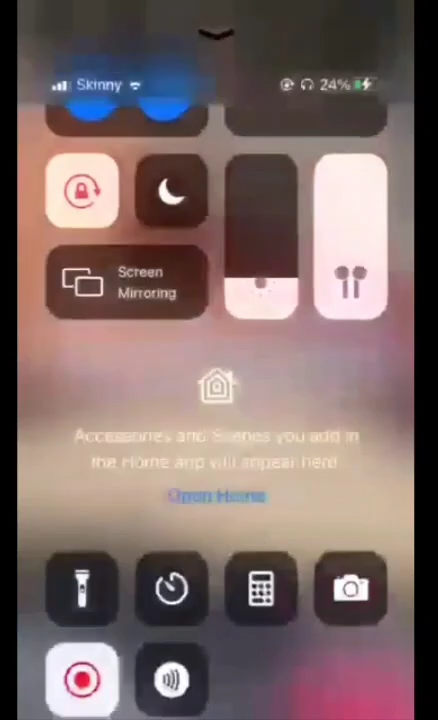 Skinny 24%
Screen
Mirroring
Accessories and Scenes you add in
the Home app will appear here.
Open Home